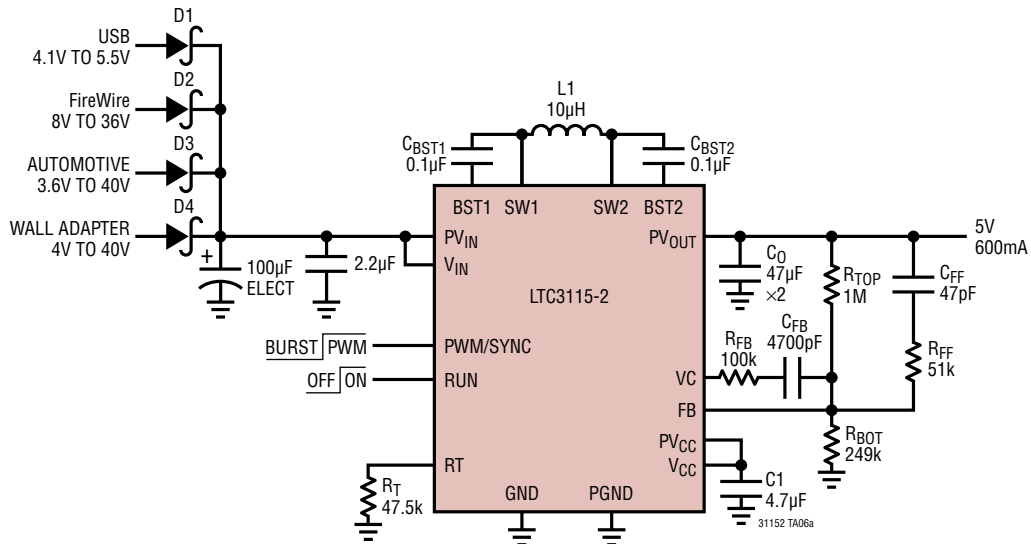 D1
USB
4.1V TO 5.5V
D2
FireWire
8V TO 36V
D3
AUTOMOTIVE
3.6V TO 40V
D4
WALL ADAPTER
4V TO 40V
+
100µF
ELECT
2.2µF
L1
10µH
CBST1
0.1µF
CBST2
0.1µF
BST1 SW1 SW2 BST2
PVIN
VIN
PVOUT
LTC3115-2
5V
600mA
CO
47µF
×2
RTOP
1M
CFF
47pF
RFB
100k
CFB
4700pF
RFF
51k
BURST PWM
PWM/SYNC
OFF ON
RUN
VC
FB
PVCC
VCC
RBOT
249k
RT
RT
47.5k
GND PGND
C1
4.7µF
31152 TA06a